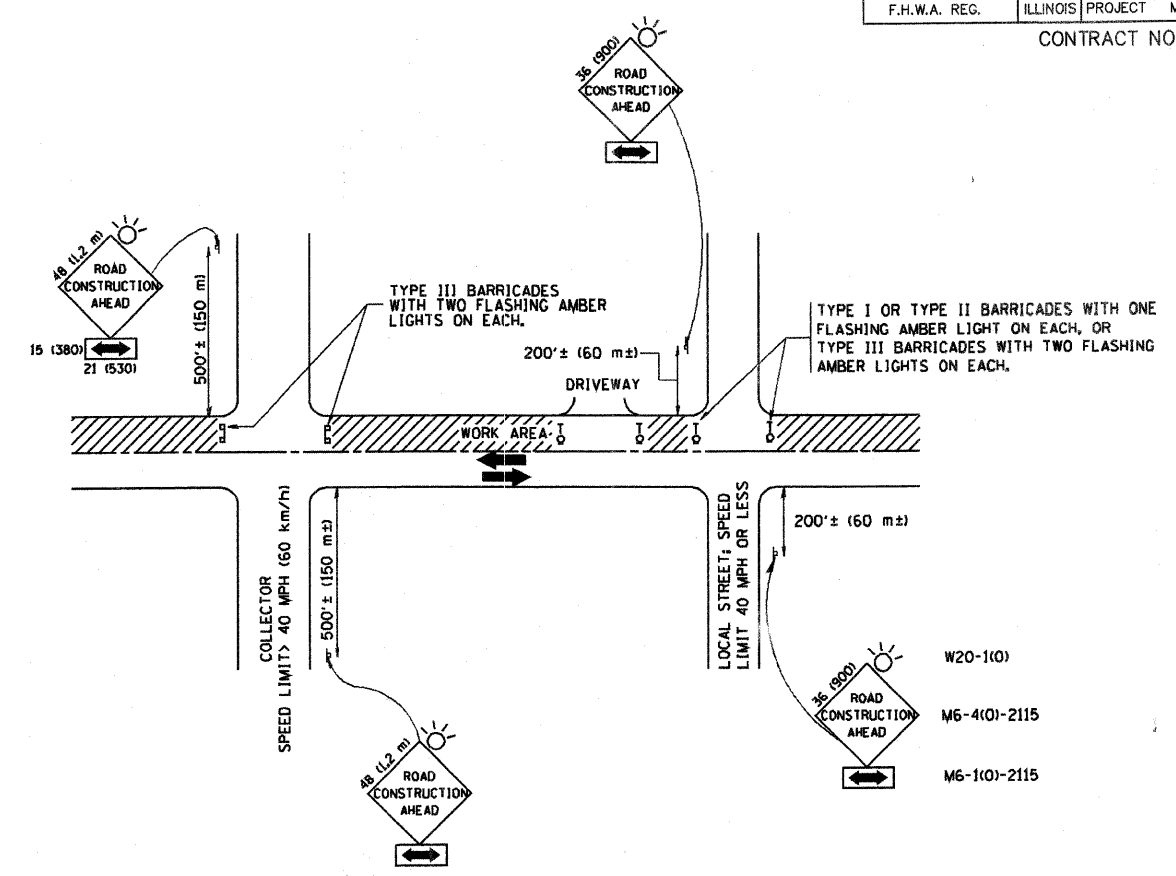 F.H.W.A. REG. ILLINOIS PROJECT M
CONTRACT NO
36 (900)
ROAD
CONSTRUCTION
AHEAD
48 (1.2 m)
ROAD
CONSTRUCTION
AHEAD
15 (380)
21 (530)
500'± (150 m)
TYPE III BARRICADES
WITH TWO FLASHING AMBER
LIGHTS ON EACH.
200'± (60 m±)
DRIVEWAY
TYPE I OR TYPE II BARRICADES WITH ONE
FLASHING AMBER LIGHT ON EACH, OR
TYPE III BARRICADES WITH TWO FLASHING
AMBER LIGHTS ON EACH.
WORK AREA
COLLECTOR
SPEED LIMIT> 40 MPH (60 km/h)
500'± (150 m±)
LOCAL STREET; SPEED
LIMIT 40 MPH OR LESS
200'± (60 m±)
48 (1.2 m)
ROAD
CONSTRUCTION
AHEAD
36 (900)
ROAD
CONSTRUCTION
AHEAD
W20-1(O)
M6-4(O)-2115
M6-1(O)-2115